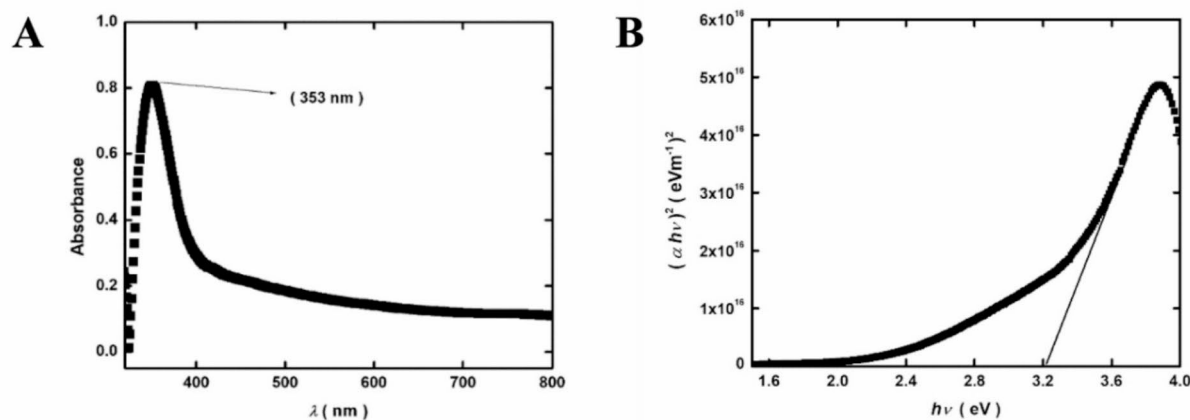 A
Absorbance
1.0
0.8
0.6
0.4
0.2
0.0
( 353 nm )
400 500 600 700 800
λ ( nm )
B
(α hν)² ( eVm⁻¹)²
6x10¹⁶
5x10¹⁶
4x10¹⁶
3x10¹⁶
2x10¹⁶
1x10¹⁶
0
1.6 2.0 2.4 2.8 3.2 3.6 4.0
hν ( eV )